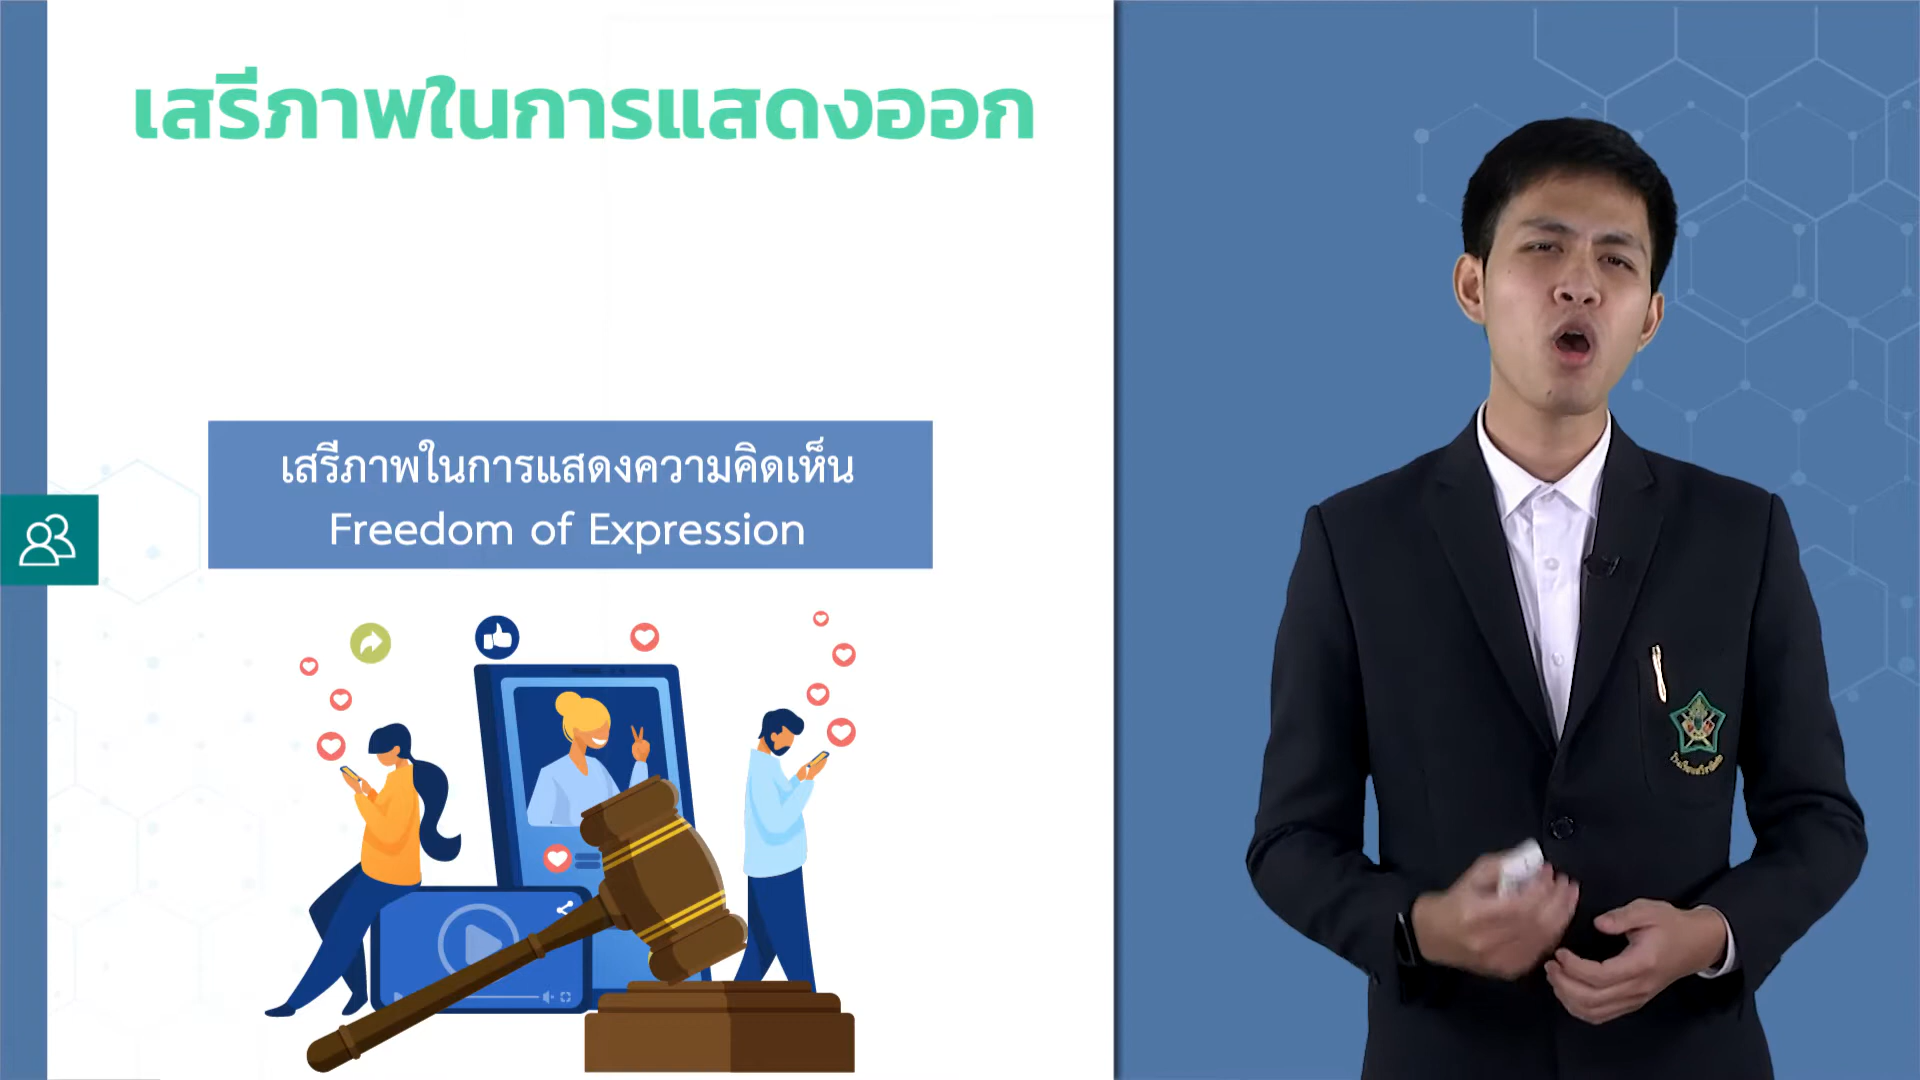 เสรีภาพในการแสดงออก
เสรีภาพในการแสดงความคิดเห็น
Freedom of Expression